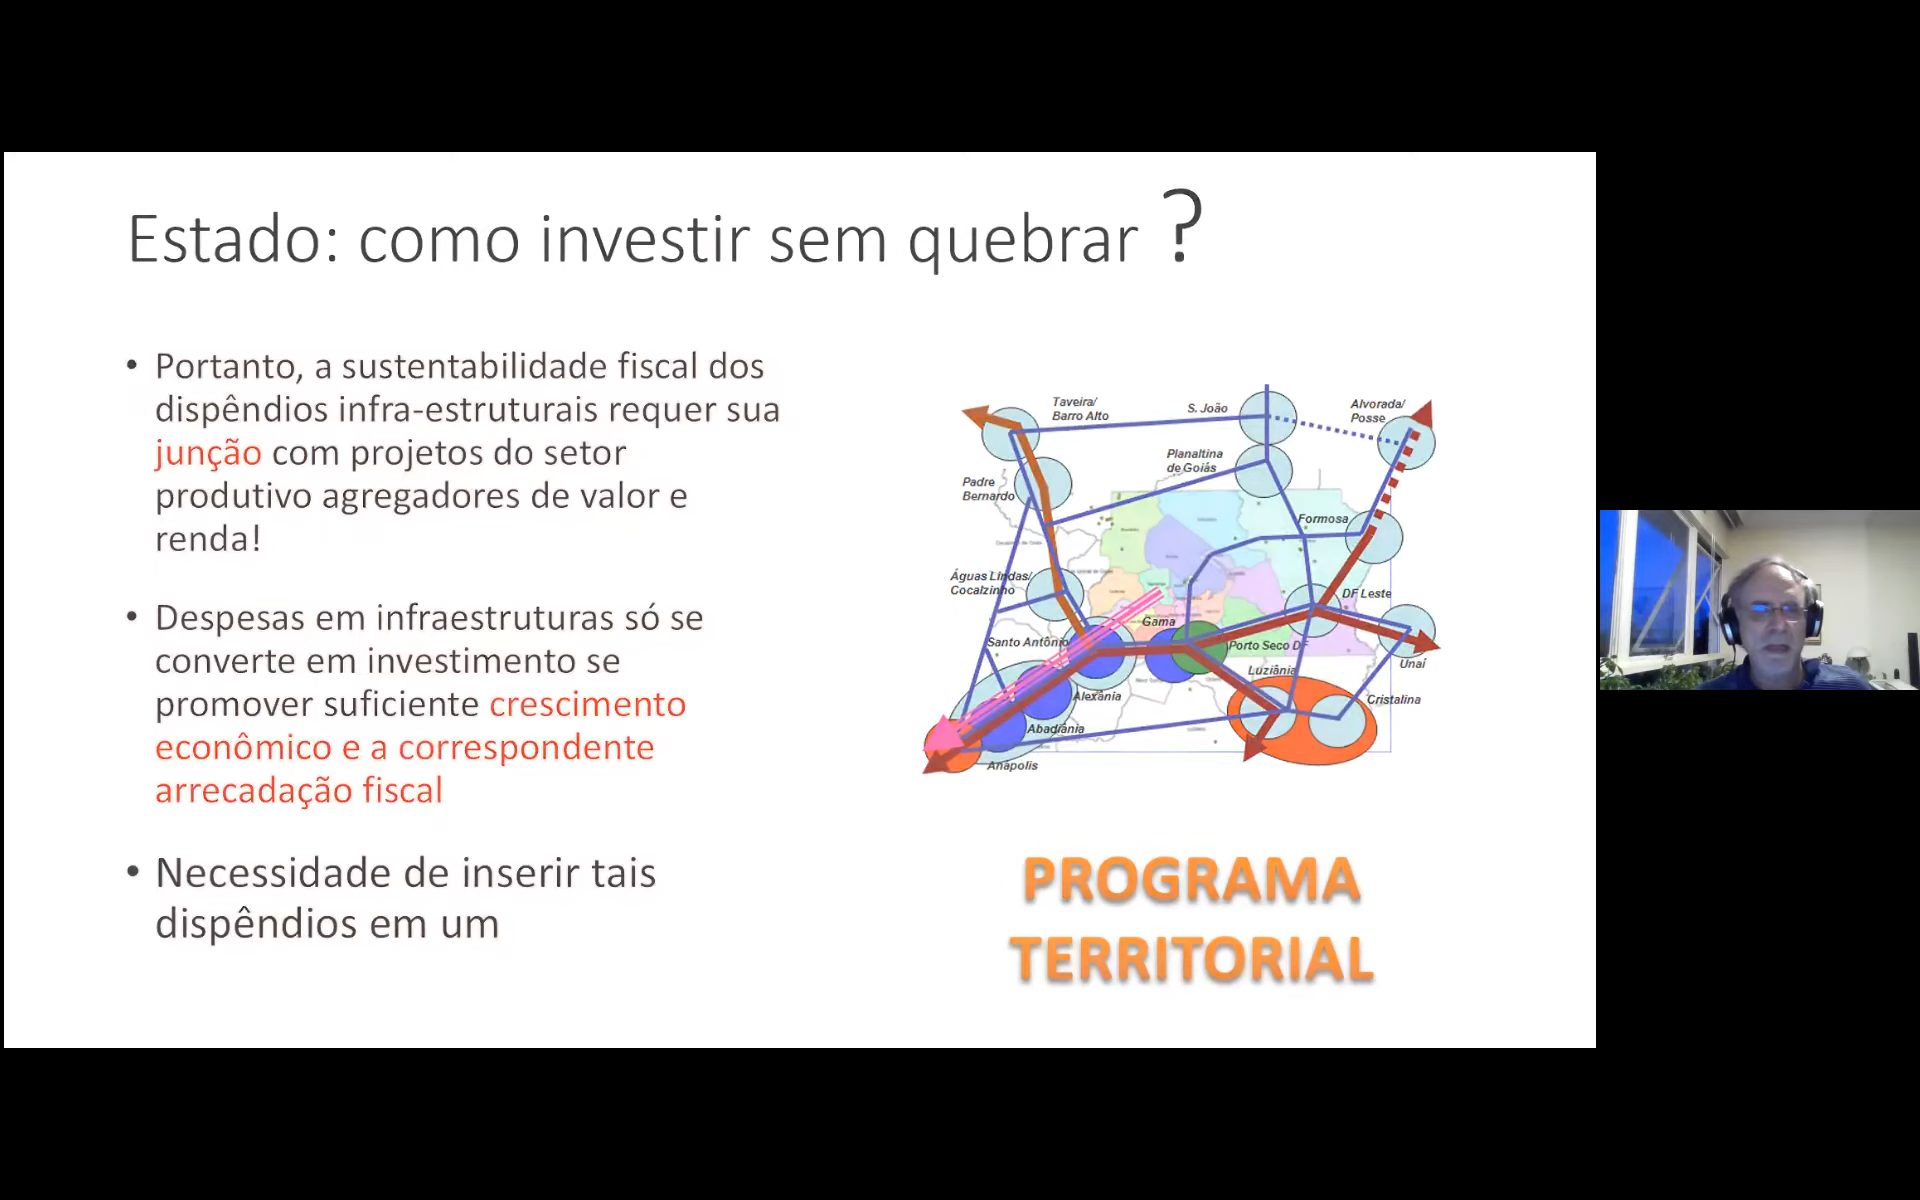 Estado: como investir sem quebrar ?
• Portanto, a sustentabilidade fiscal dos
dispêndios infra-estruturais requer sua
junção com projetos do setor
produtivo agregadores de valor e
renda!
• Despesas em infraestruturas só se
converte em investimento se
promover suficiente crescimento
econômico e a correspondente
arrecadação fiscal
• Necessidade de inserir tais
dispêndios em um
Taveira/
Barro Alto
S. João
Alvorada/
Posse
Planaltina
de Goiás
Padre
Bernardo
Formosa
Águas Lindas/
Cocalzinho
DF Leste
Gama
Santo Antônio
Porto Seco DF
Unaí
Luziânia
Alexânia
Cristalina
Abadiânia
Anápolis
PROGRAMA
TERRITORIAL